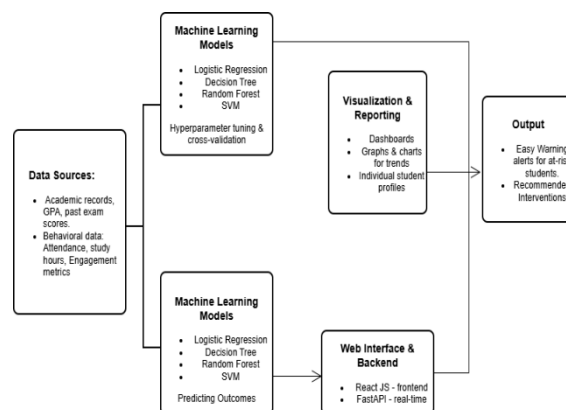 Machine Learning
Models
• Logistic Regression
• Decision Tree
• Random Forest
• SVM
Hyperparameter tuning &
cross-validation
Visualization &
Reporting
• Dashboards
• Graphs & charts
for trends
• Individual student
profiles
Output
• Easy Warning
alerts for at-ris
students.
• Recommende
Interventions
Data Sources:
• Academic records,
GPA, past exam
scores.
• Behavioral data:
Attendance, study
hours, Engagement
metrics
Machine Learning
Models
• Logistic Regression
• Decision Tree
• Random Forest
• SVM
Predicting Outcomes
Web Interface &
Backend
• React JS - frontend
• FastAPI - real-time